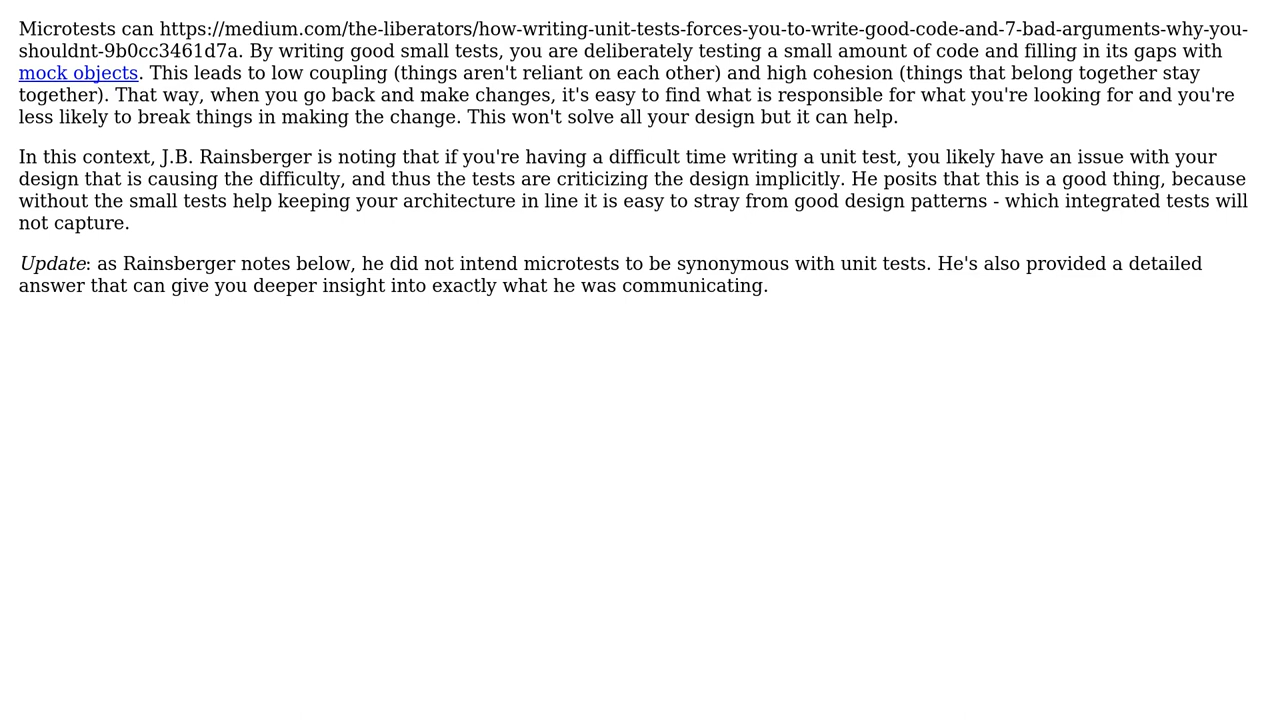 Microtests can https://medium.com/the-liberators/how-writing-unit-tests-forces-you-to-write-good-code-and-7-bad-arguments-why-you-
shouldnt-9b0cc3461d7a. By writing good small tests, you are deliberately testing a small amount of code and filling in its gaps with
mock objects. This leads to low coupling (things aren't reliant on each other) and high cohesion (things that belong together stay
together). That way, when you go back and make changes, it's easy to find what is responsible for what you're looking for and you're
less likely to break things in making the change. This won't solve all your design but it can help.
In this context, J.B. Rainsberger is noting that if you're having a difficult time writing a unit test, you likely have an issue with your
design that is causing the difficulty, and thus the tests are criticizing the design implicitly. He posits that this is a good thing, because
without the small tests help keeping your architecture in line it is easy to stray from good design patterns - which integrated tests will
not capture.
Update: as Rainsberger notes below, he did not intend microtests to be synonymous with unit tests. He's also provided a detailed
answer that can give you deeper insight into exactly what he was communicating.